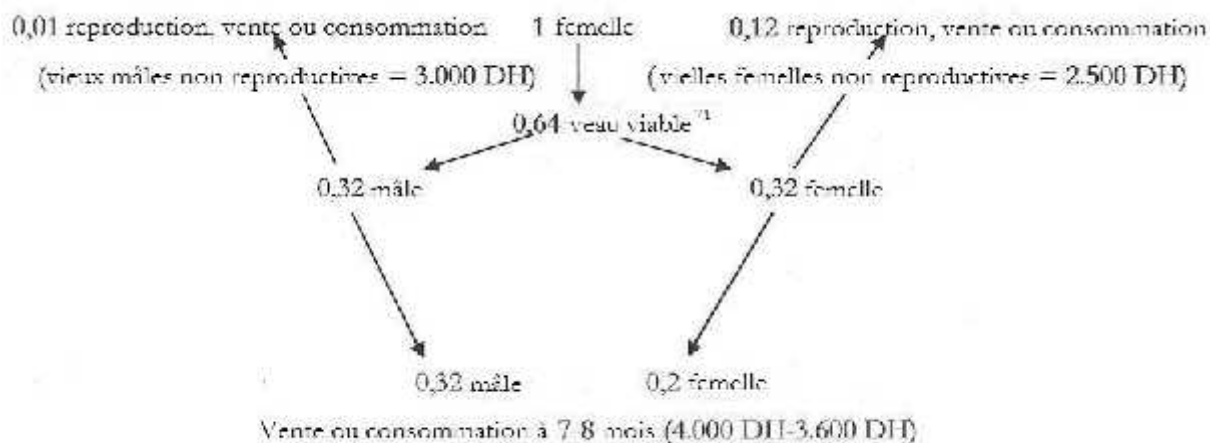 0,01 reproduction, vente ou consommation 1 femelle 0,12 reproduction, vente ou consommation
(vieux mâles non reproductives = 3.000 DH) (vielles femelles non reproductives = 2.500 DH)
0,64 veau viable
0,32 mâle 0,32 femelle
0,32 mâle 0,2 femelle
Vente ou consommation à 7 8 mois (4.000 DH-3.600 DH)